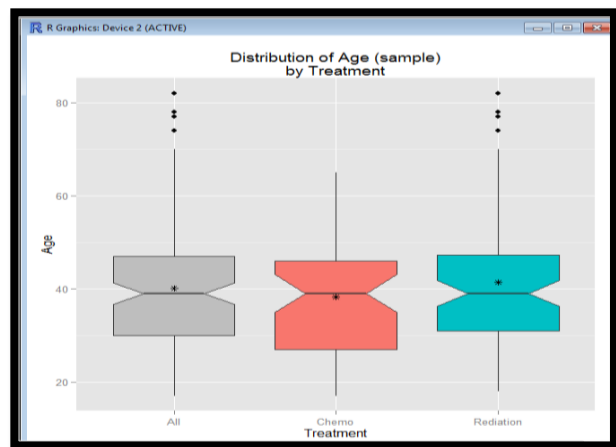 R Graphics: Device 2 (ACTIVE)
Distribution of Age (sample)
by Treatment
80
60
40
20
Age
All Chemo Rediation
Treatment